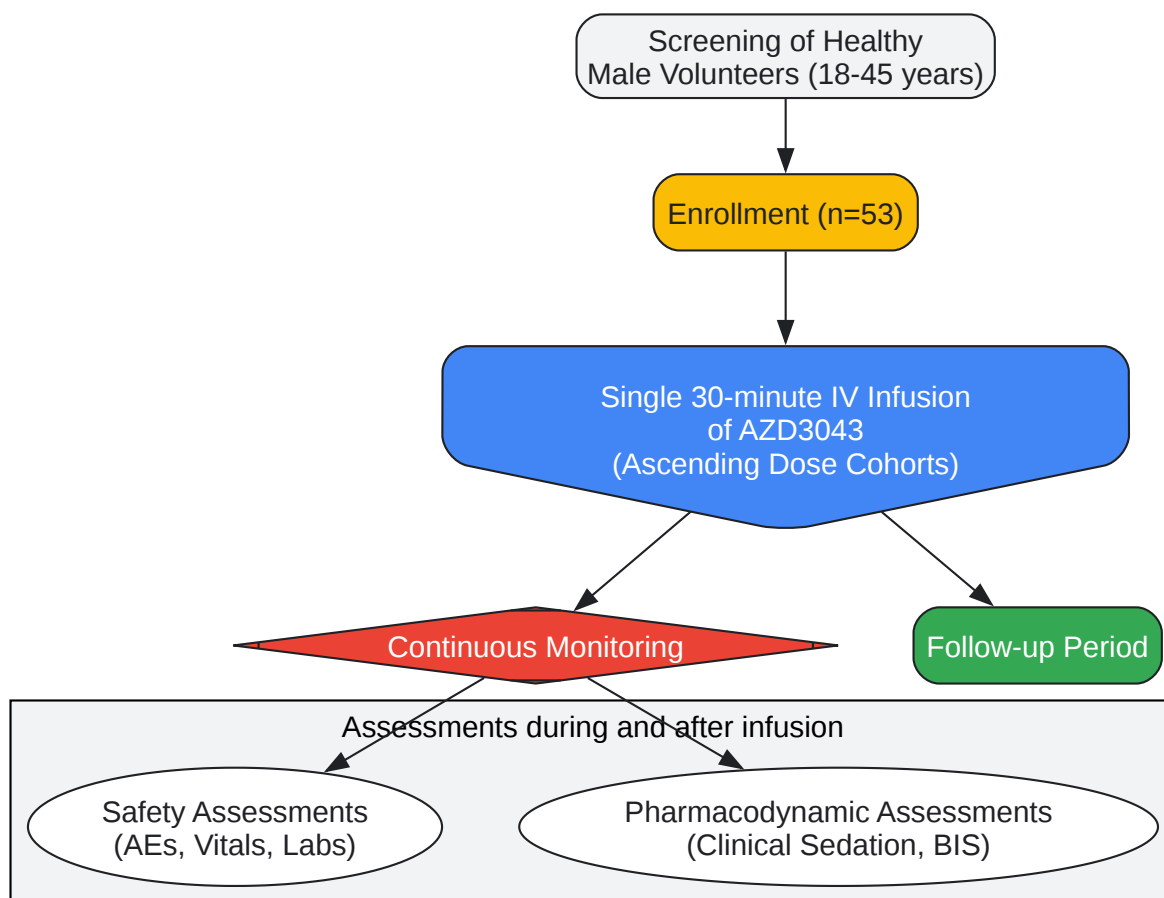 Screening of Healthy
Male Volunteers (18-45 years)
Enrollment (n=53)
Single 30-minute IV Infusion
of AZD3043
(Ascending Dose Cohorts)
Continuous Monitoring
Follow-up Period
Assessments during and after infusion
Safety Assessments
(AEs, Vitals, Labs)
Pharmacodynamic Assessments
(Clinical Sedation, BIS)